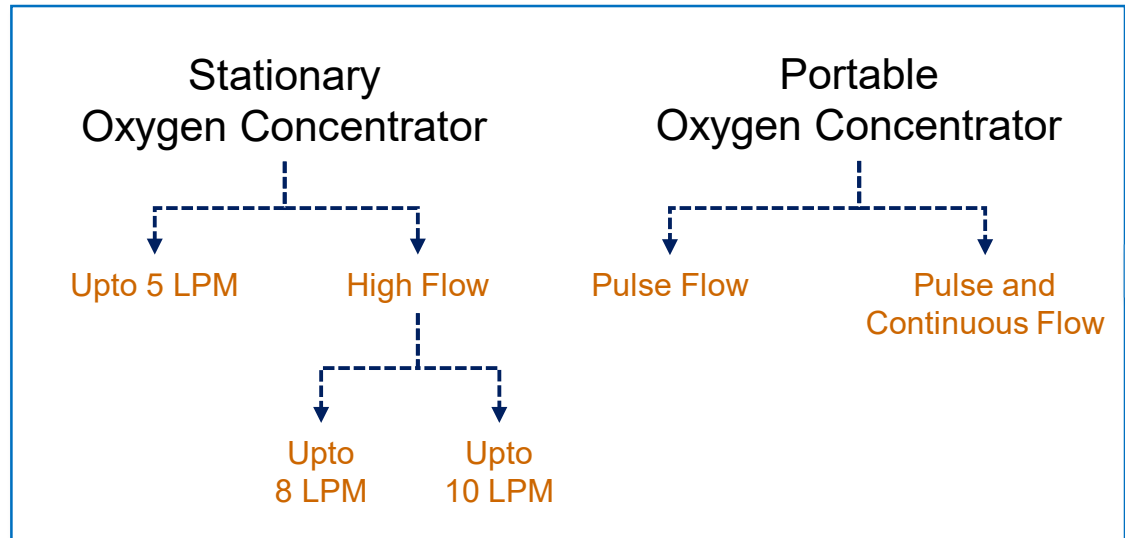 Stationary
Oxygen Concentrator
Portable
Oxygen Concentrator
Upto 5 LPM
High Flow
Pulse Flow
Pulse and
Continuous Flow
Upto
8 LPM
Upto
10 LPM